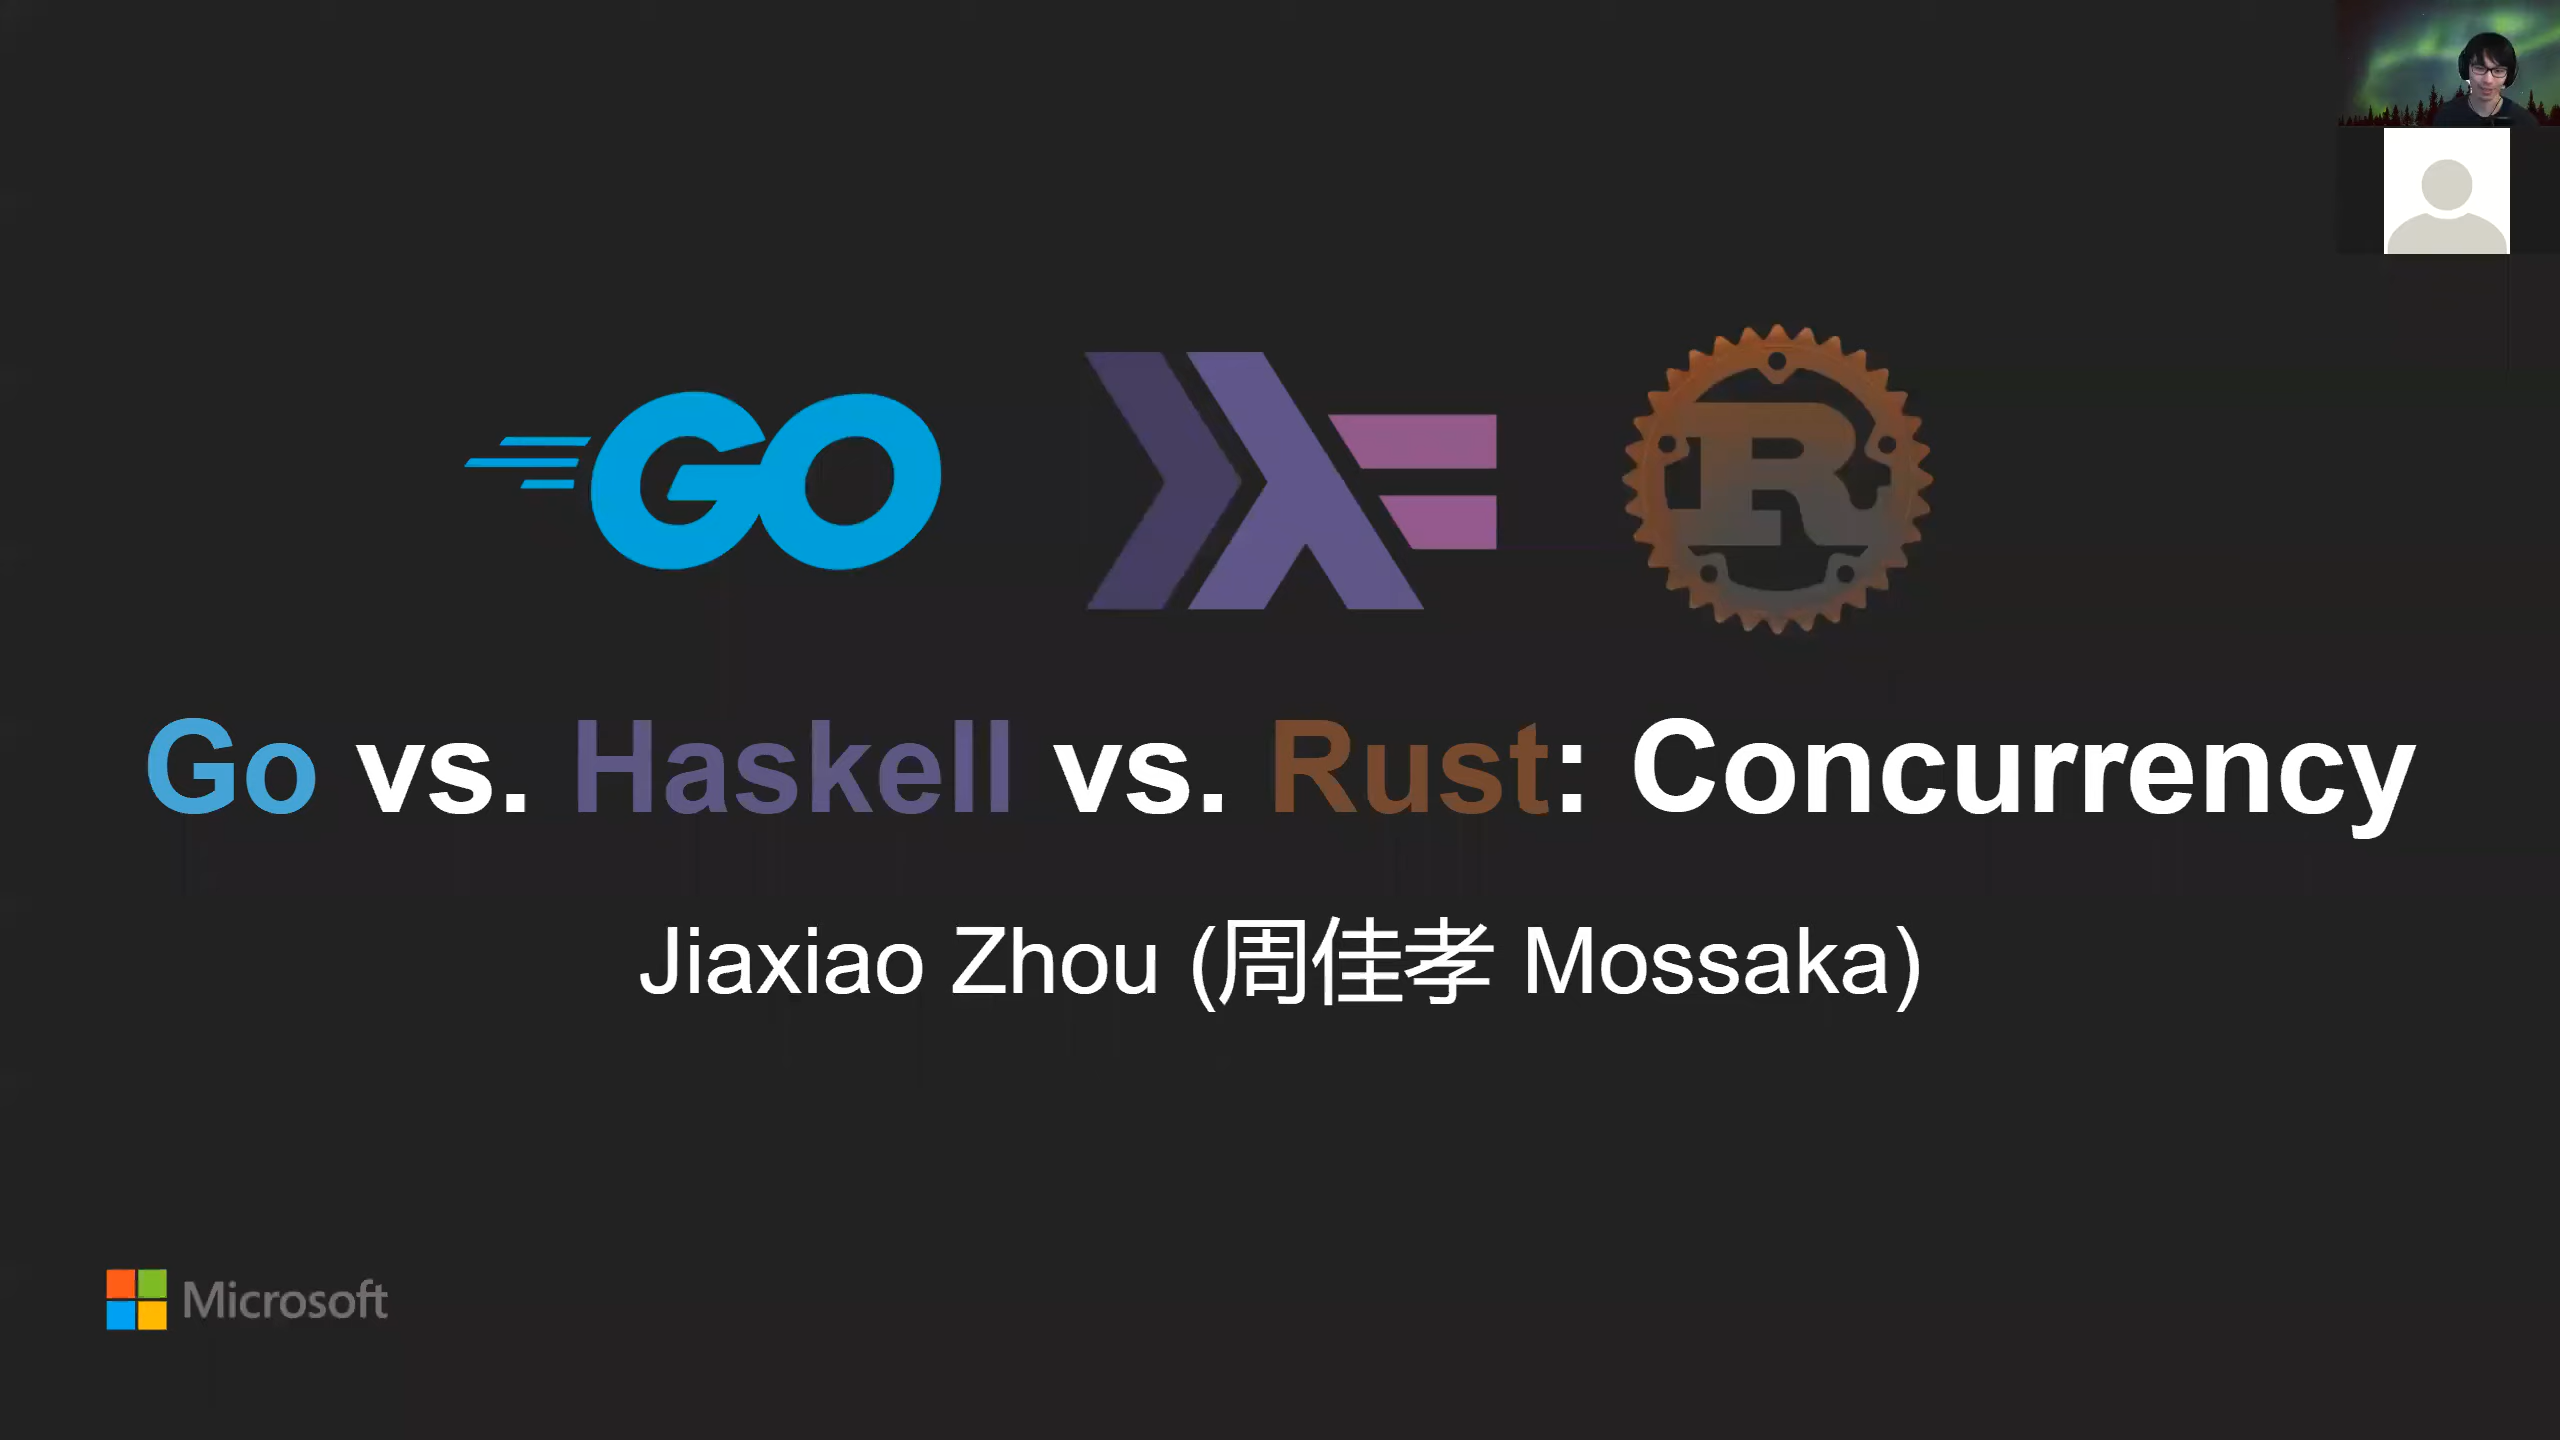 GO
Go vs. Haskell vs. Rust: Concurrency
Jiaxiao Zhou (周佳孝 Mossaka)
Microsoft